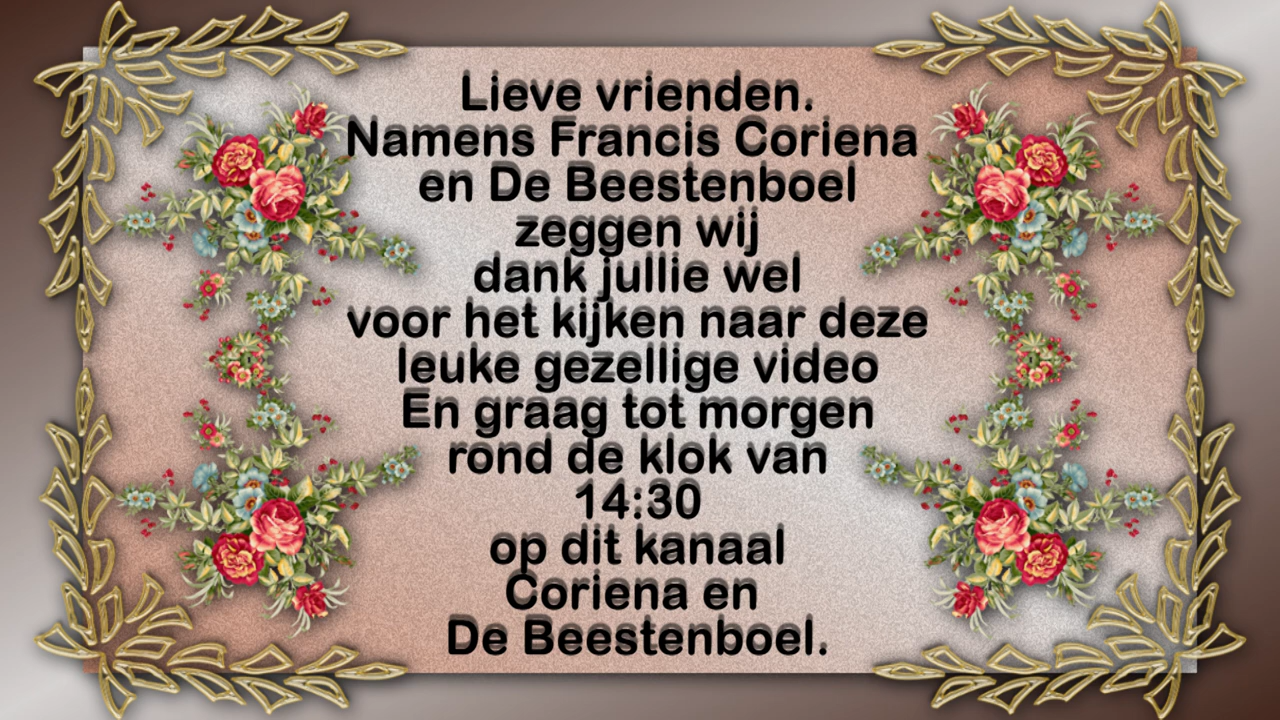 Lieve vrienden.
Namens Francis Coriena
en De Beestenboel
zeggen wij
dank jullie wel
voor het kijken naar deze
leuke gezellige video
En graag tot morgen
rond de klok van
14:30
op dit kanaal
Coriena en
De Beestenboel.